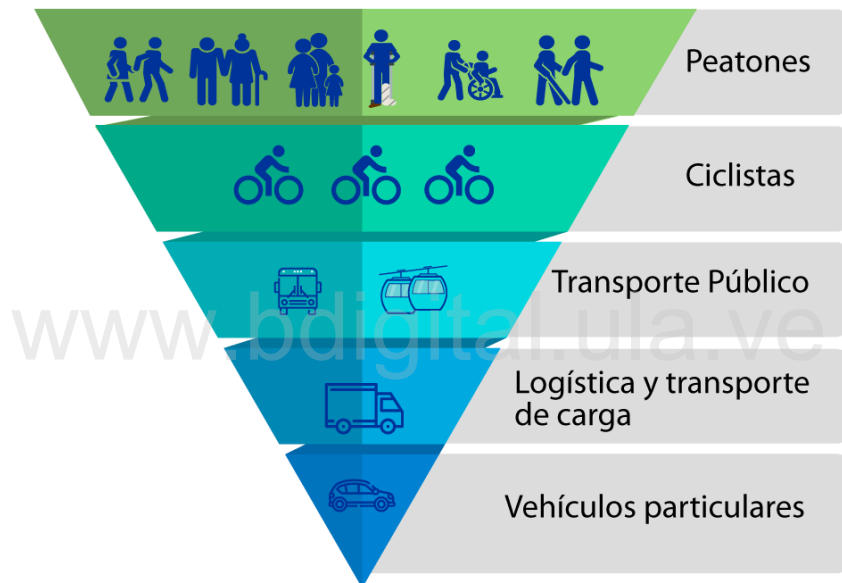 Peatones
Ciclistas
Transporte Público
www.bdigital.ula.ve
Logística y transporte
de carga
Vehículos particulares